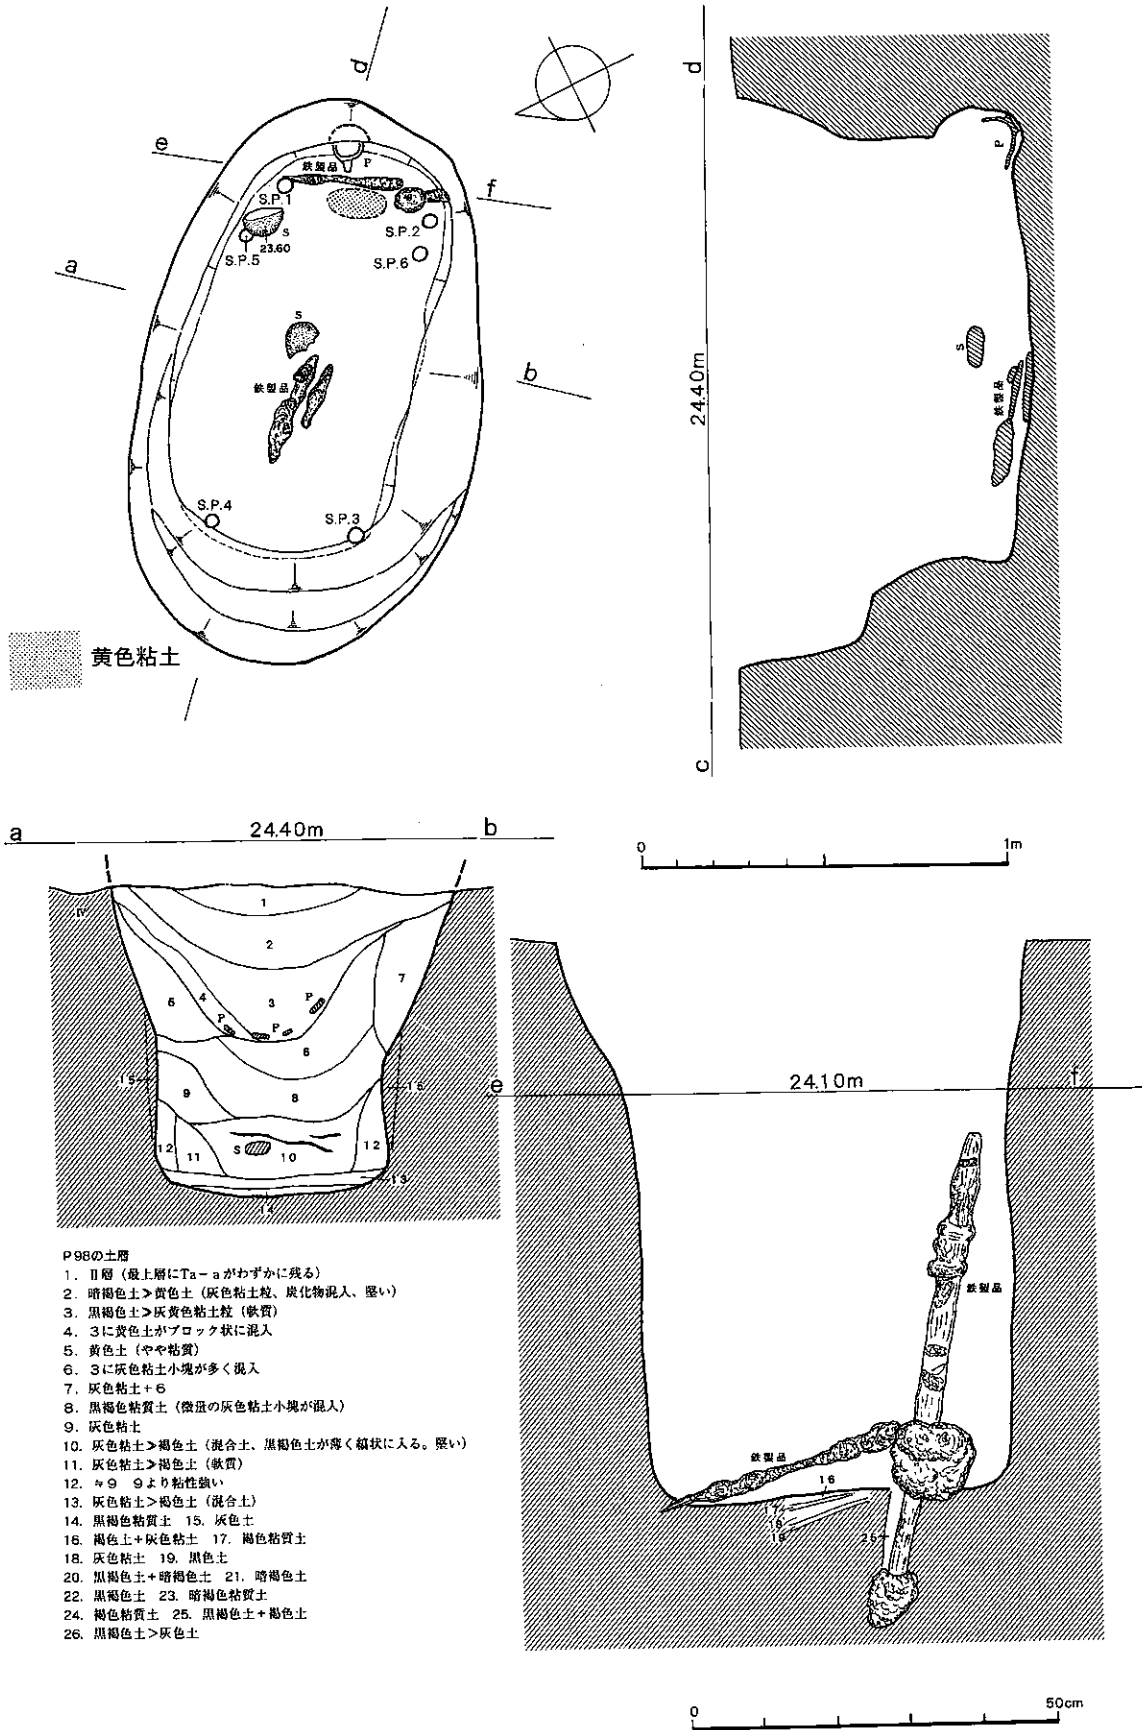 d
e
鉄製品
P
f
S.P.1
S
23.60
S.P.2
S.P.5
S.P.6
a
S
鉄製品
b
S.P.4
S.P.3
黄色粘土
d
P
S
鉄製品
24.40m
c
a
24.40m
b
0
1m
Ⅳ
1
2
3
4
5
6
7
P
P
P
8
9
15
15
S
10
11
12
12
13
14
e
24.10m
f
鉄製品
鉄製品
16
17
18
19
25
P98の土層
1. Ⅱ層（最上層にTa-aがわずかに残る）
2. 暗褐色土≫黄色土（灰色粘土粒、炭化物混入、堅い）
3. 黒褐色土≫灰黄色粘土粒（軟質）
4. 3に黄色土がブロック状に混入
5. 黄色土（やや粘質）
6. 3に灰色粘土小塊が多く混入
7. 灰色粘土+6
8. 黒褐色粘質土（微量の灰色粘土小塊が混入）
9. 灰色粘土
10. 灰色粘土≫褐色土（混合土、黒褐色土が薄く縞状に入る。堅い）
11. 灰色粘土≫褐色土（軟質）
12. 9 9より粘性強い
13. 灰色粘土>褐色土（混合土）
14. 黒褐色粘質土 15. 灰色土
16. 褐色土+灰色粘土 17. 褐色粘質土
18. 灰色粘土 19. 黒色土
20. 黒褐色土+暗褐色土 21. 暗褐色土
22. 黒褐色土 23. 暗褐色粘質土
24. 褐色粘質土 25. 黒褐色土+褐色土
26. 黒褐色土>灰色土
0
50cm